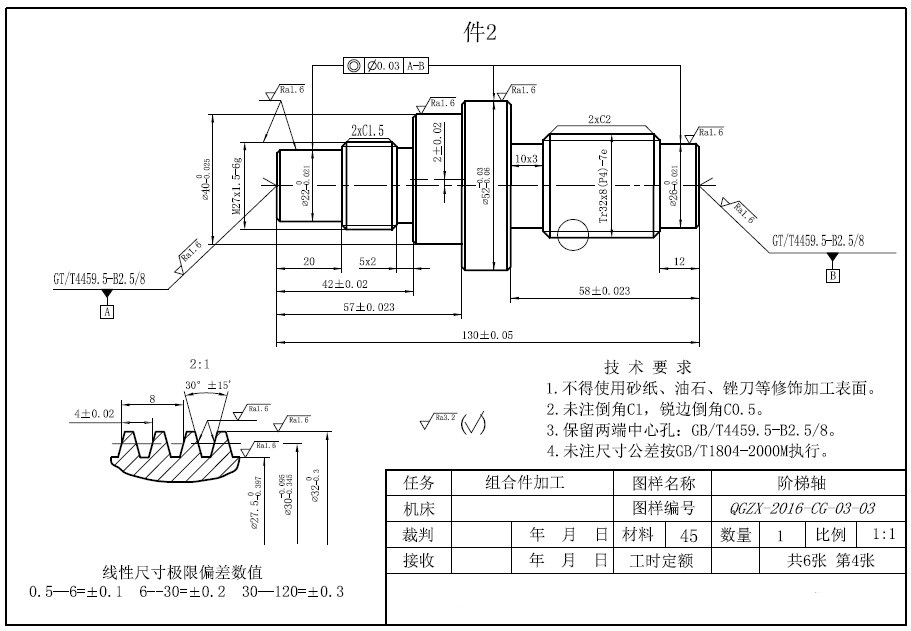 件2
◎ Ø0.03 A-B
Ra1.6
Ra1.6
Ra1.6
Ra1.6
2xC1.5
2xC2
ø40 0 -0.025
M27x1.5-6g
ø22 0 -0.021
2±0.02
ø52 -0.03 -0.06
10x3
Tr32x8(P4)-7e
ø26 0 -0.021
Ra1.6
Ra1.6
GT/T4459.5-B2.5/8
A
GT/T4459.5-B2.5/8
B
20
5x2
12
42±0.02
58±0.023
57±0.023
130±0.05
2:1
30° ±15'
8
4±0.02
Ra1.6
Ra1.6
Ra1.6
ø27.5 0 -0.397
ø30 -0.095 -0.345
ø32 0 -0.3
Ra3.2 (√)
技术要求
1.不得使用砂纸、油石、锉刀等修饰加工表面。
2.未注倒角C1，锐边倒角C0.5。
3.保留两端中心孔：GB/T4459.5-B2.5/8。
4.未注尺寸公差按GB/T1804-2000M执行。
线性尺寸极限偏差数值
0.5—6=±0.1 6--30=±0.2 30—120=±0.3
任务 组合件加工 图样名称 阶梯轴
机床 图样编号 QGZX-2016-CG-03-03
裁判 年 月 日 材料 45 数量 1 比例 1:1
接收 年 月 日 工时定额 共6张 第4张